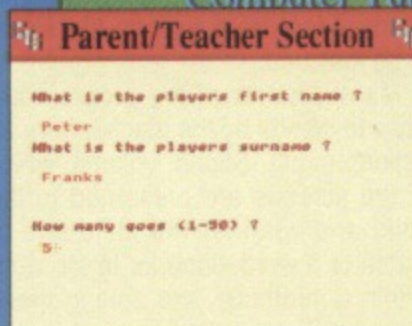 Parent/Teacher Section
What is the players first name ?
Peter
What is the players surname ?
Franks
How many goes (1-50) ?
5